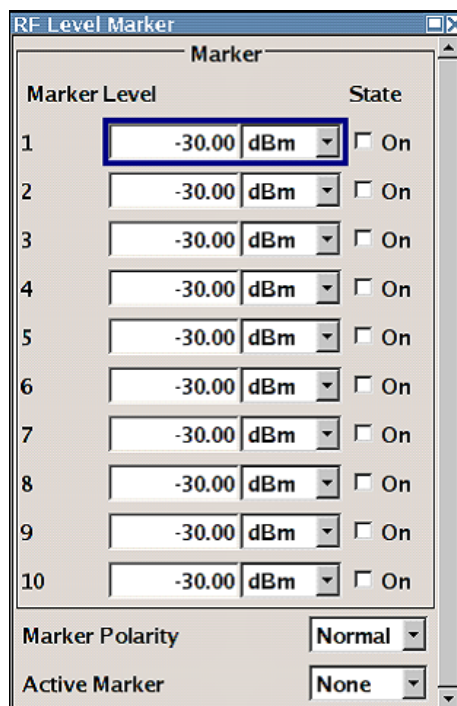 RF Level Marker
Marker
Marker Level State
1 -30.00 dBm On
2 -30.00 dBm On
3 -30.00 dBm On
4 -30.00 dBm On
5 -30.00 dBm On
6 -30.00 dBm On
7 -30.00 dBm On
8 -30.00 dBm On
9 -30.00 dBm On
10 -30.00 dBm On
Marker Polarity Normal
Active Marker None